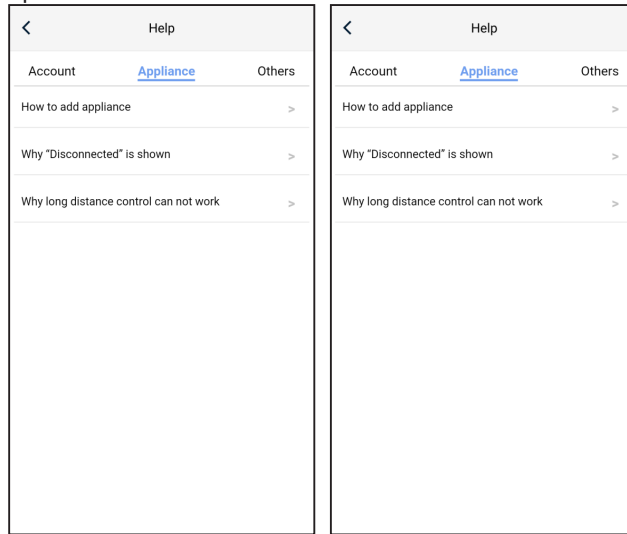 Help
Account Appliance Others
How to add appliance >
Why “Disconnected” is shown >
Why long distance control can not work >
Help
Account Appliance Others
How to add appliance >
Why “Disconnected” is shown >
Why long distance control can not work >